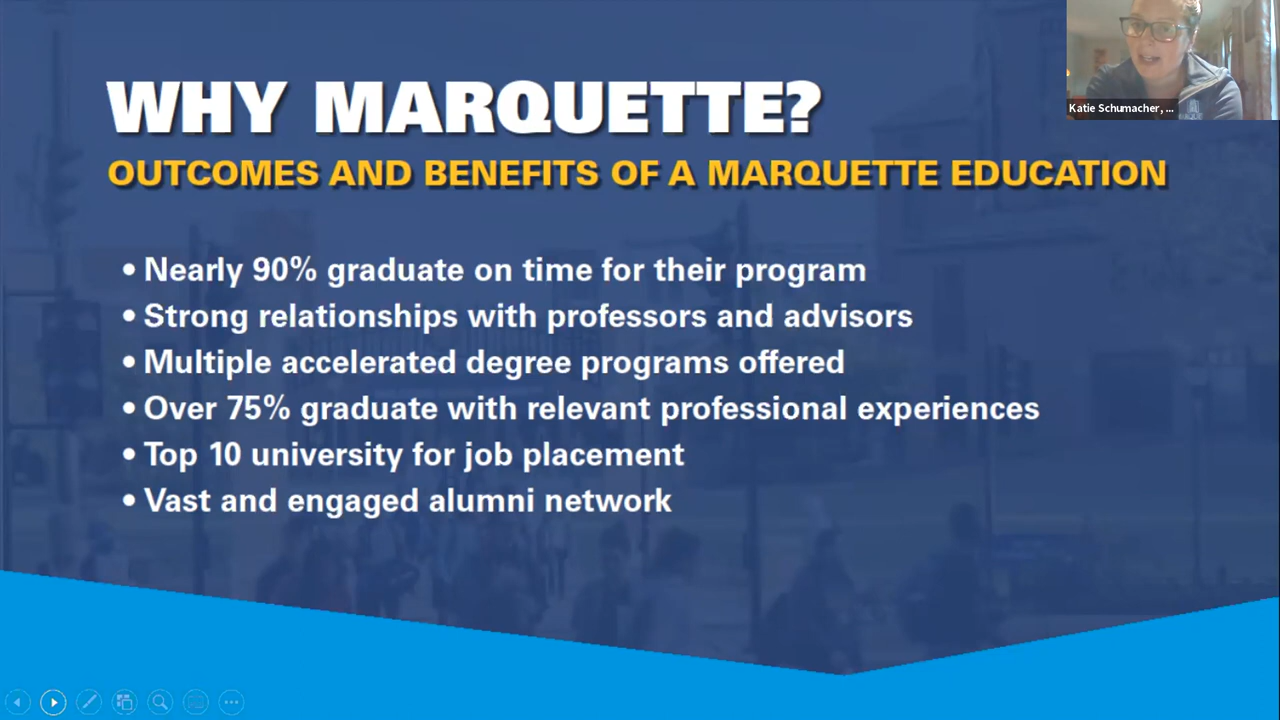 WHY MARQUETTE?
OUTCOMES AND BENEFITS OF A MARQUETTE EDUCATION
• Nearly 90% graduate on time for their program
• Strong relationships with professors and advisors
• Multiple accelerated degree programs offered
• Over 75% graduate with relevant professional experiences
• Top 10 university for job placement
• Vast and engaged alumni network
Katie Schumacher, ...